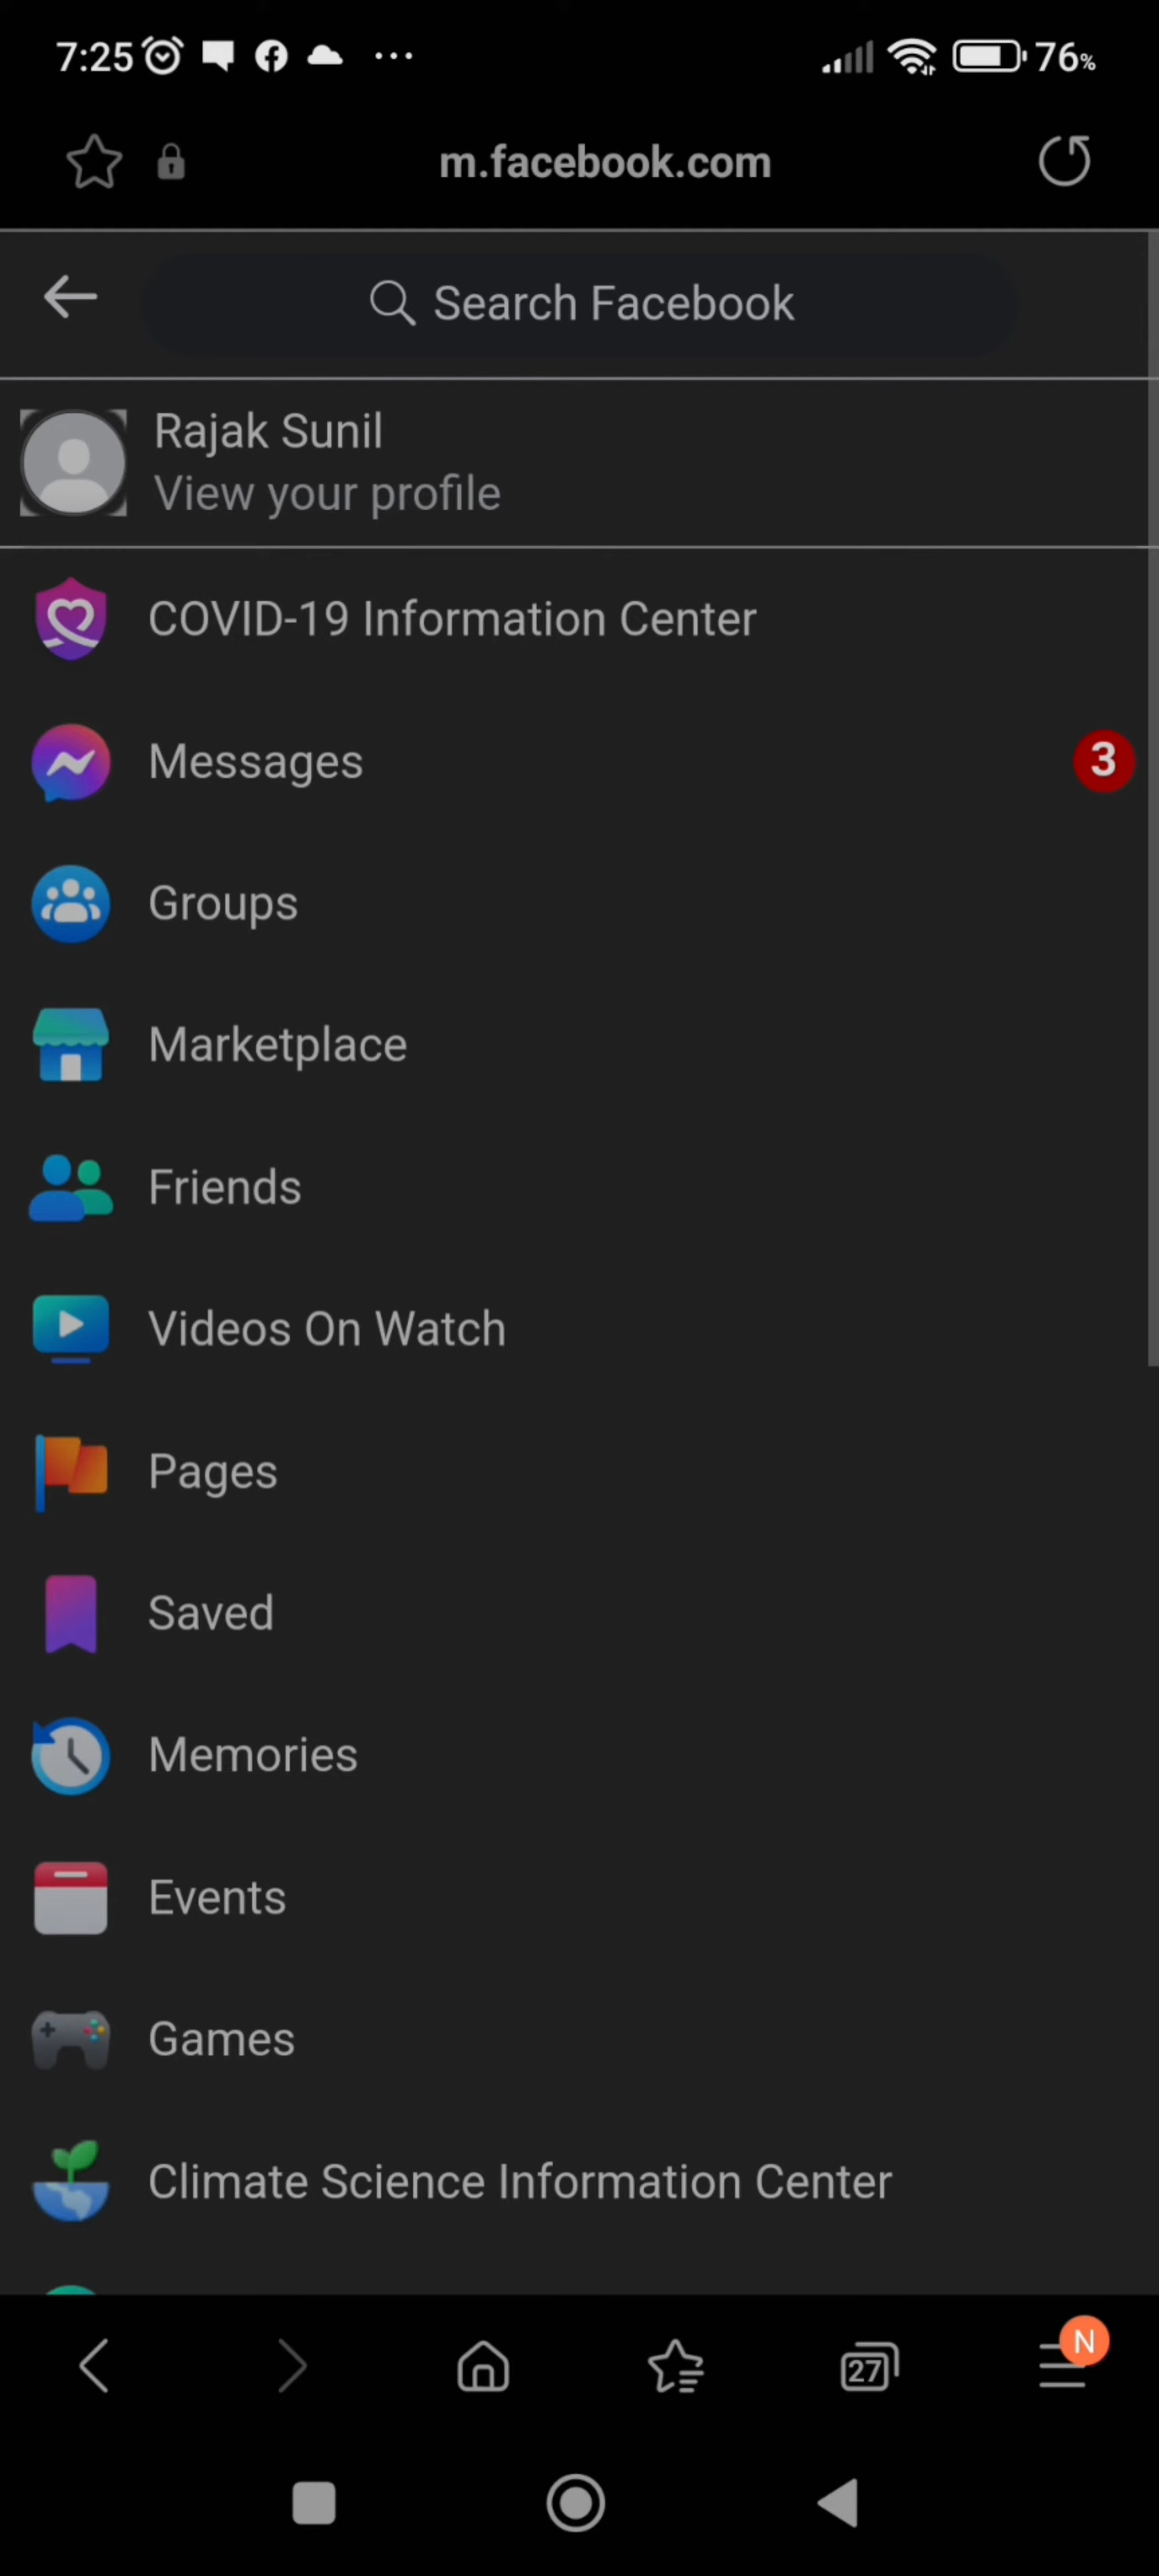 7:25 76%
m.facebook.com
Search Facebook
Rajak Sunil
View your profile
COVID-19 Information Center
Messages 3
Groups
Marketplace
Friends
Videos On Watch
Pages
Saved
Memories
Events
Games
Climate Science Information Center
27 N